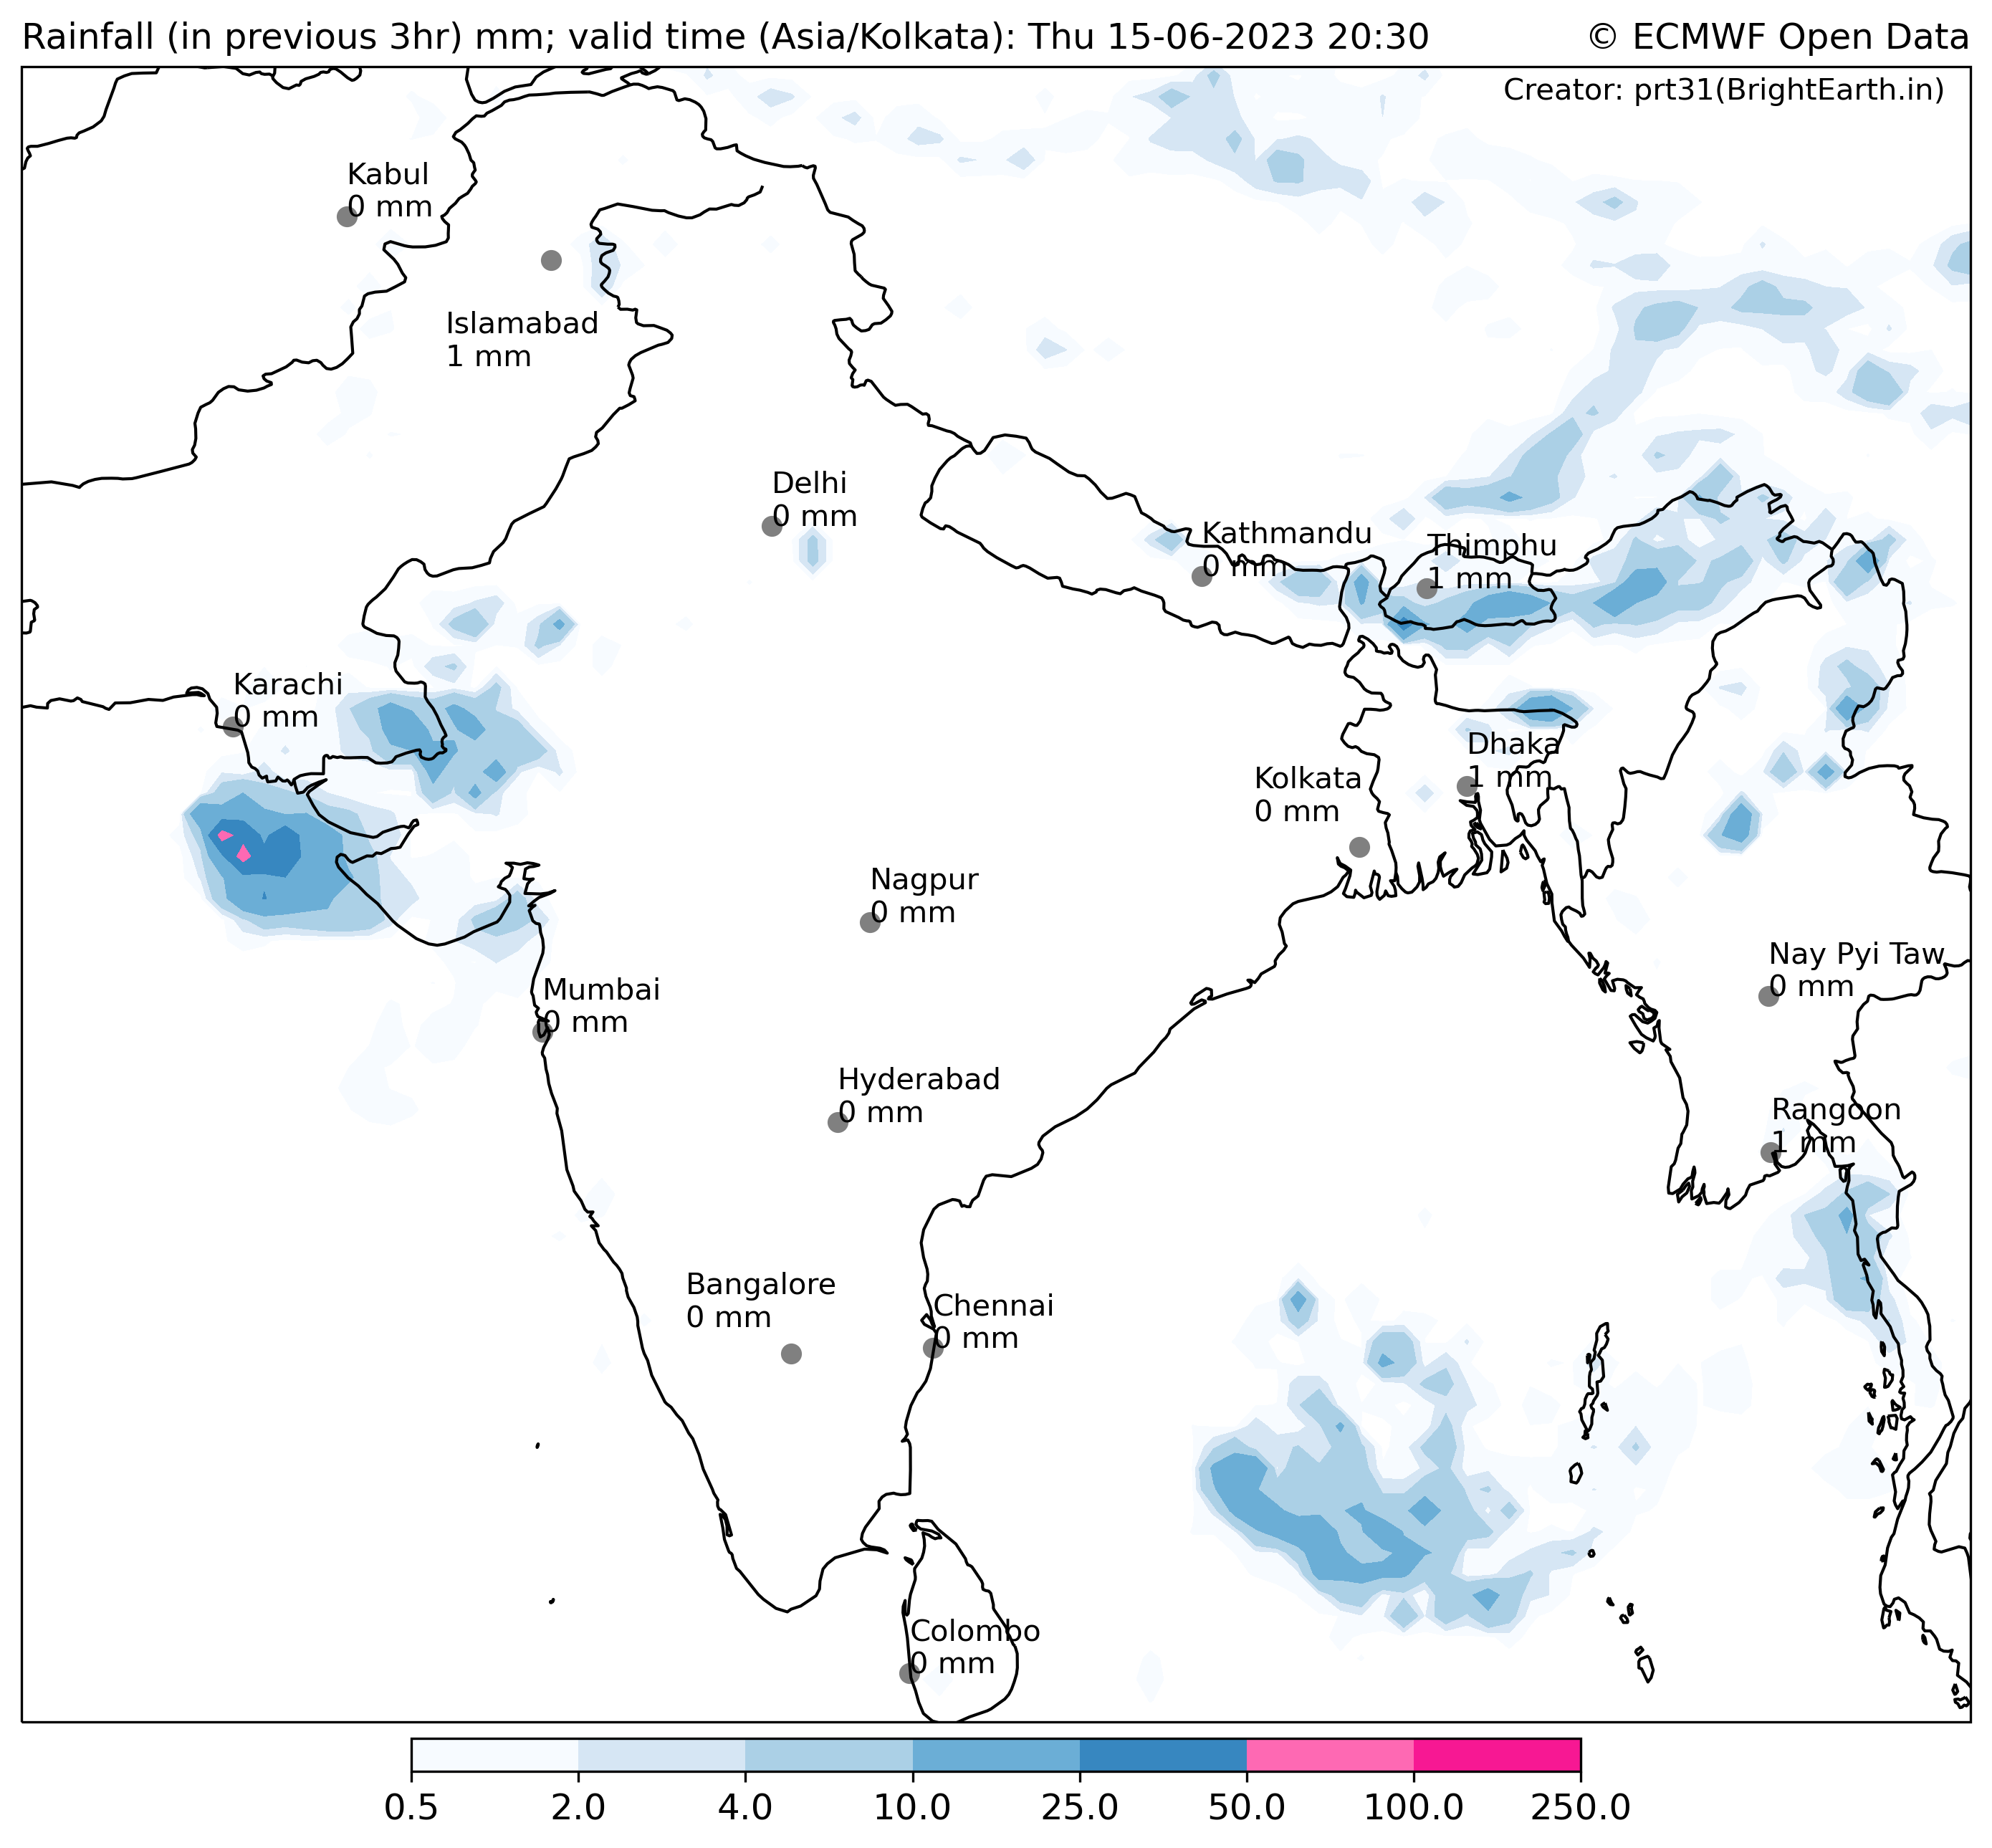 Rainfall (in previous 3hr) mm; valid time (Asia/Kolkata): Thu 15-06-2023 20:30
© ECMWF Open Data
Creator: prt31(BrightEarth.in)
Kabul
0 mm
Islamabad
1 mm
Delhi
0 mm
Kathmandu
0 mm
Thimphu
1 mm
Karachi
0 mm
Dhaka
1 mm
Kolkata
0 mm
Nagpur
0 mm
Nay Pyi Taw
0 mm
Mumbai
0 mm
Hyderabad
0 mm
Rangoon
1 mm
Bangalore
0 mm
Chennai
0 mm
Colombo
0 mm
0.5 2.0 4.0 10.0 25.0 50.0 100.0 250.0